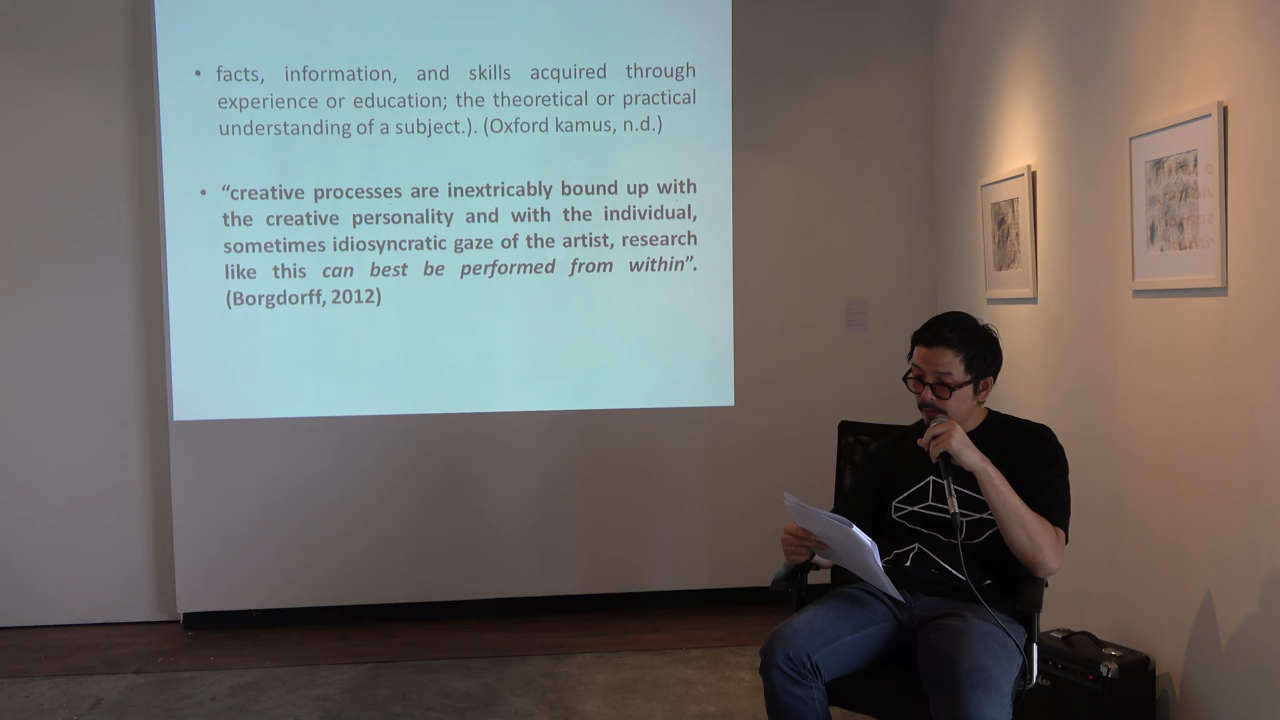 • facts, information, and skills acquired through
experience or education; the theoretical or practical
understanding of a subject.). (Oxford kamus, n.d.)
• “creative processes are inextricably bound up with
the creative personality and with the individual,
sometimes idiosyncratic gaze of the artist, research
like this can best be performed from within”.
(Borgdorff, 2012)